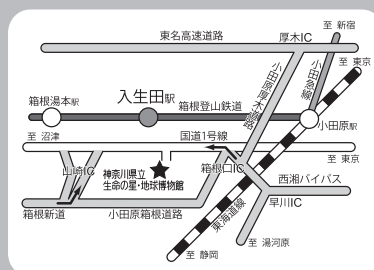 至 新宿
東名高速道路
厚木IC
至 東京
小田原厚木道路
小田急線
箱根湯本駅
入生田駅
箱根登山鉄道
小田原駅
至 沼津
国道1号線
至 東京
山崎IC
神奈川県立
生命の星・地球博物館
箱根口IC
西湘バイパス
箱根新道
小田原箱根道路
東海道線
早川IC
至 湯河原
至 静岡